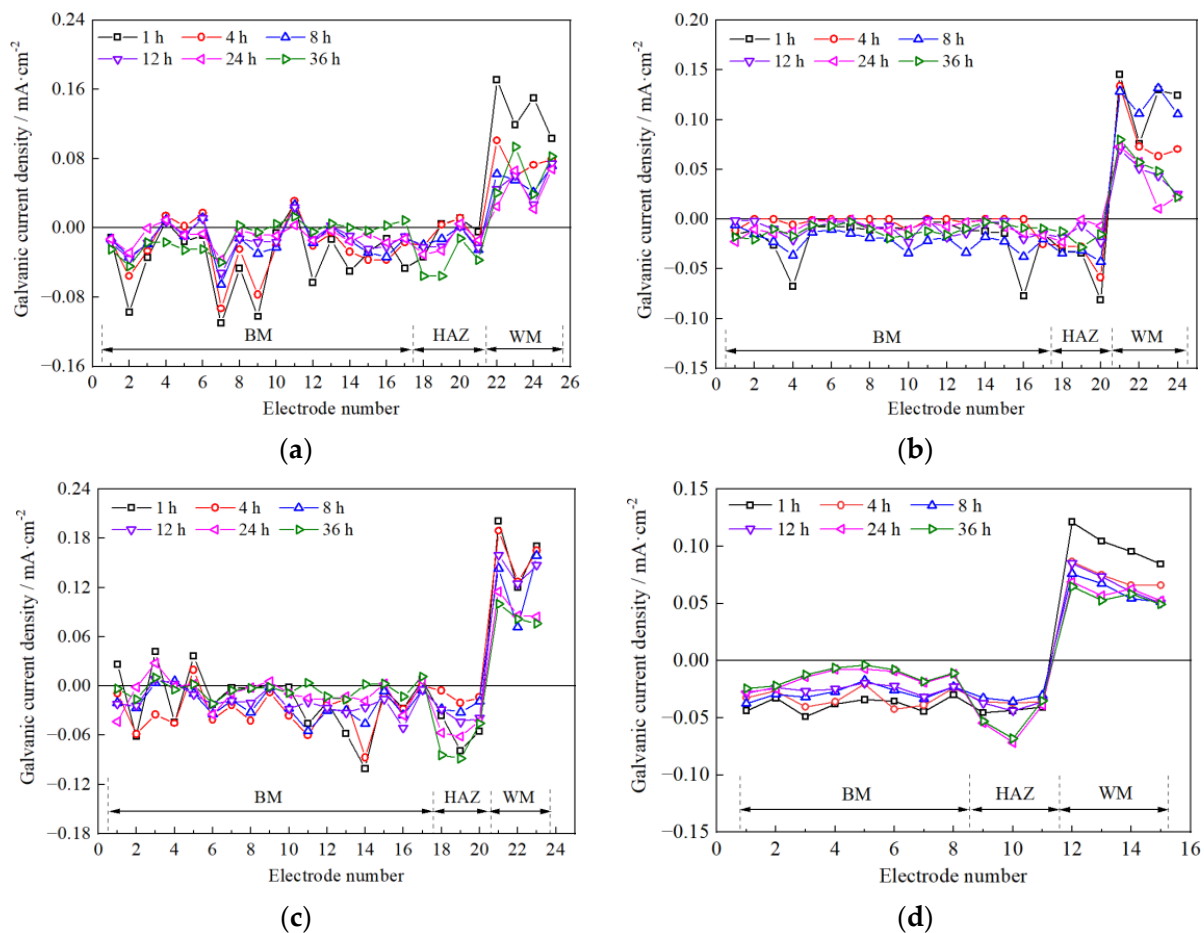 Galvanic current density / mA·cm⁻²
0.24
0.16
0.08
0.00
−0.08
−0.16
1 h 4 h 8 h
12 h 24 h 36 h
BM HAZ WM
0 2 4 6 8 10 12 14 16 18 20 22 24 26
Electrode number
(a)
Galvanic current density / mA·cm⁻²
0.20
0.15
0.10
0.05
0.00
−0.05
−0.10
−0.15
1 h 4 h 8 h
12 h 24 h 36 h
BM HAZ WM
0 2 4 6 8 10 12 14 16 18 20 22 24
Electrode number
(b)
Galvanic current density / mA·cm⁻²
0.24
0.18
0.12
0.06
0.00
−0.06
−0.12
−0.18
1 h 4 h 8 h
12 h 24 h 36 h
BM HAZ WM
0 2 4 6 8 10 12 14 16 18 20 22 24
Electrode number
(c)
Galvanic current density / mA·cm⁻²
0.15
0.10
0.05
0.00
−0.05
−0.10
−0.15
1 h 4 h 8 h
12 h 24 h 36 h
BM HAZ WM
0 2 4 6 8 10 12 14 16
Electrode number
(d)